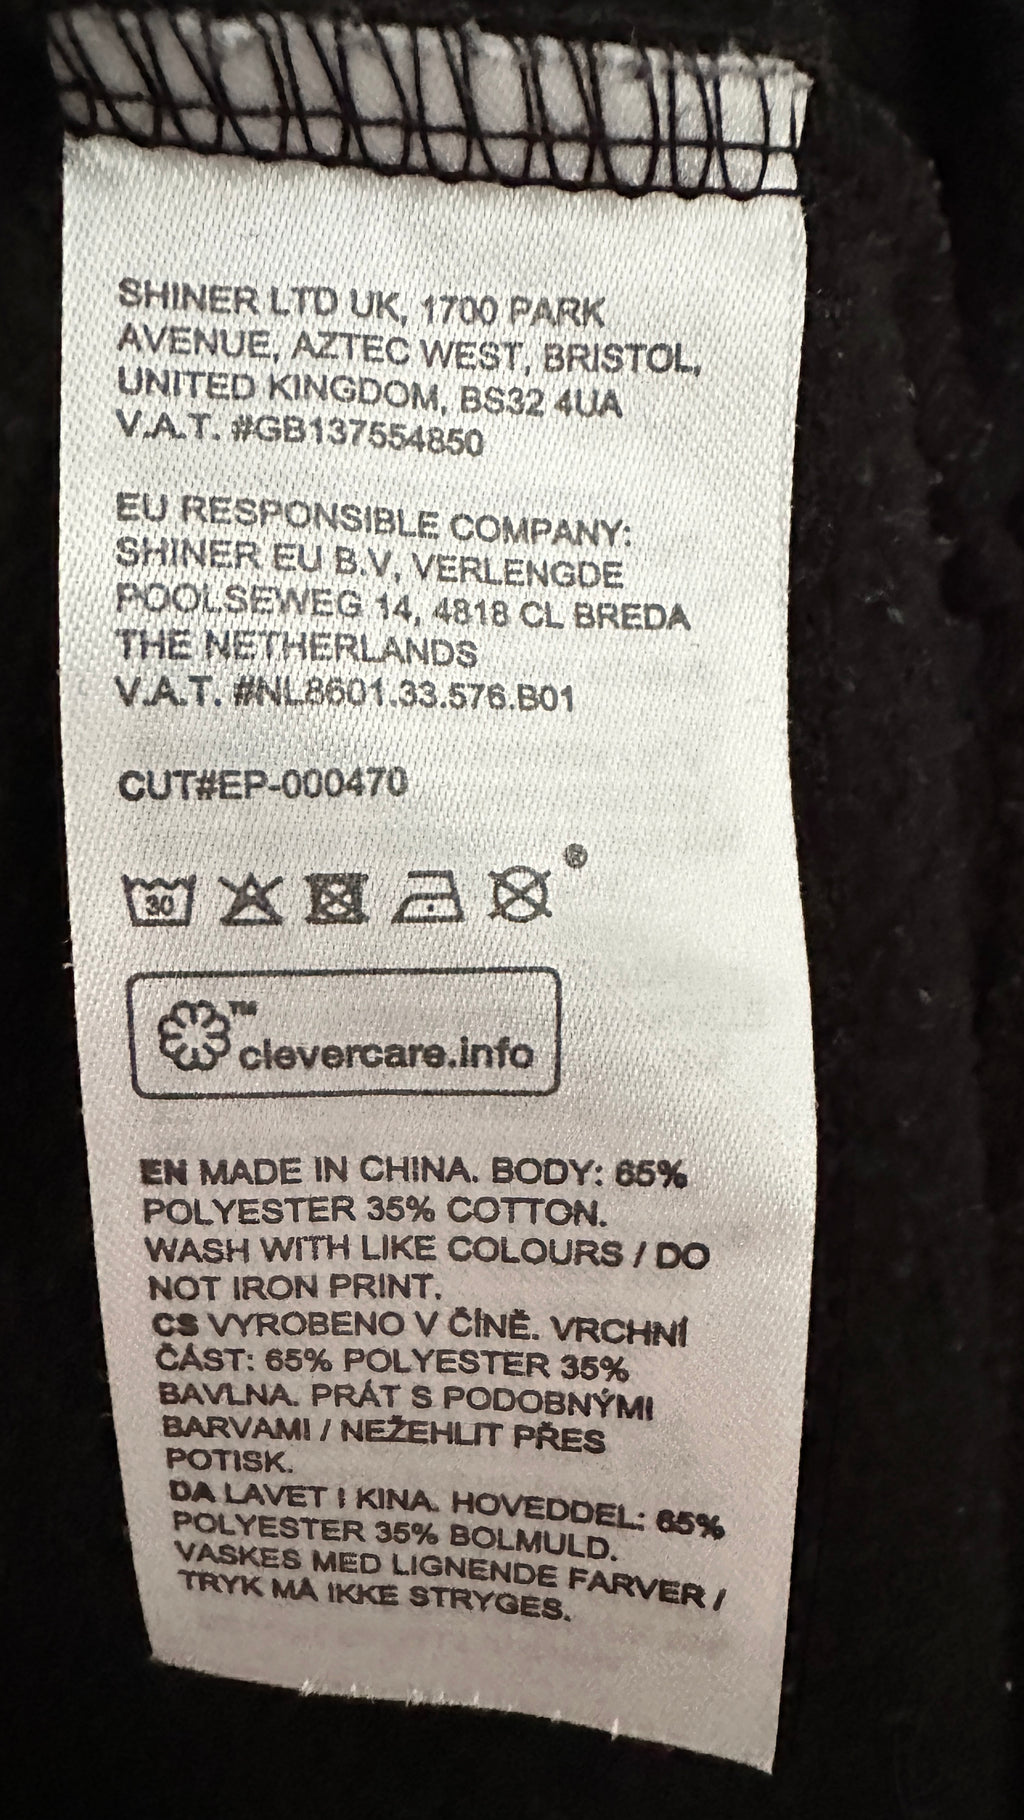 SHINER LTD UK, 1700 PARK
AVENUE, AZTEC WEST, BRISTOL,
UNITED KINGDOM, BS32 4UA
V.A.T. #GB137554850
EU RESPONSIBLE COMPANY:
SHINER EU B.V, VERLENGDE
POOLSEWEG 14, 4818 CL BREDA
THE NETHERLANDS
V.A.T. #NL8601.33.576.B01
CUT#EP-000470
®
30
™
clevercare.info
EN MADE IN CHINA. BODY: 65%
POLYESTER 35% COTTON.
WASH WITH LIKE COLOURS / DO
NOT IRON PRINT.
CS VYROBENO V ČÍNĚ. VRCHNÍ
ČÁST: 65% POLYESTER 35%
BAVLNA. PRÁT S PODOBNÝMI
BARVAMI / NEŽEHLIT PŘES
POTISK.
DA LAVET I KINA. HOVEDDEL: 65%
POLYESTER 35% BOLMULD.
VASKES MED LIGNENDE FARVER /
TRYK MA IKKE STRYGES.